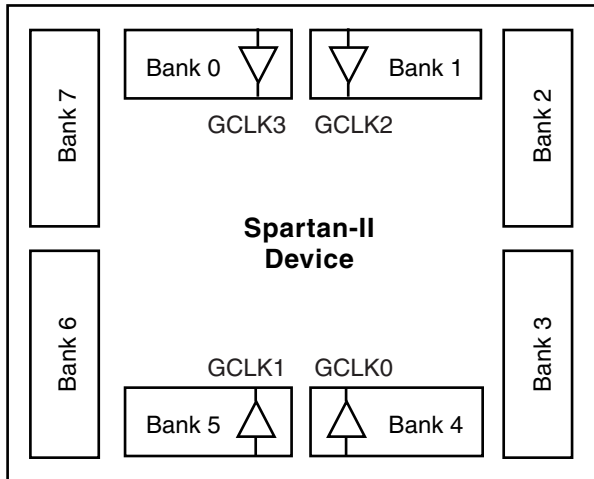 Bank 0
Bank 1
GCLK3
GCLK2
Bank 7
Bank 2
Spartan-II
Device
Bank 6
Bank 3
GCLK1
GCLK0
Bank 5
Bank 4